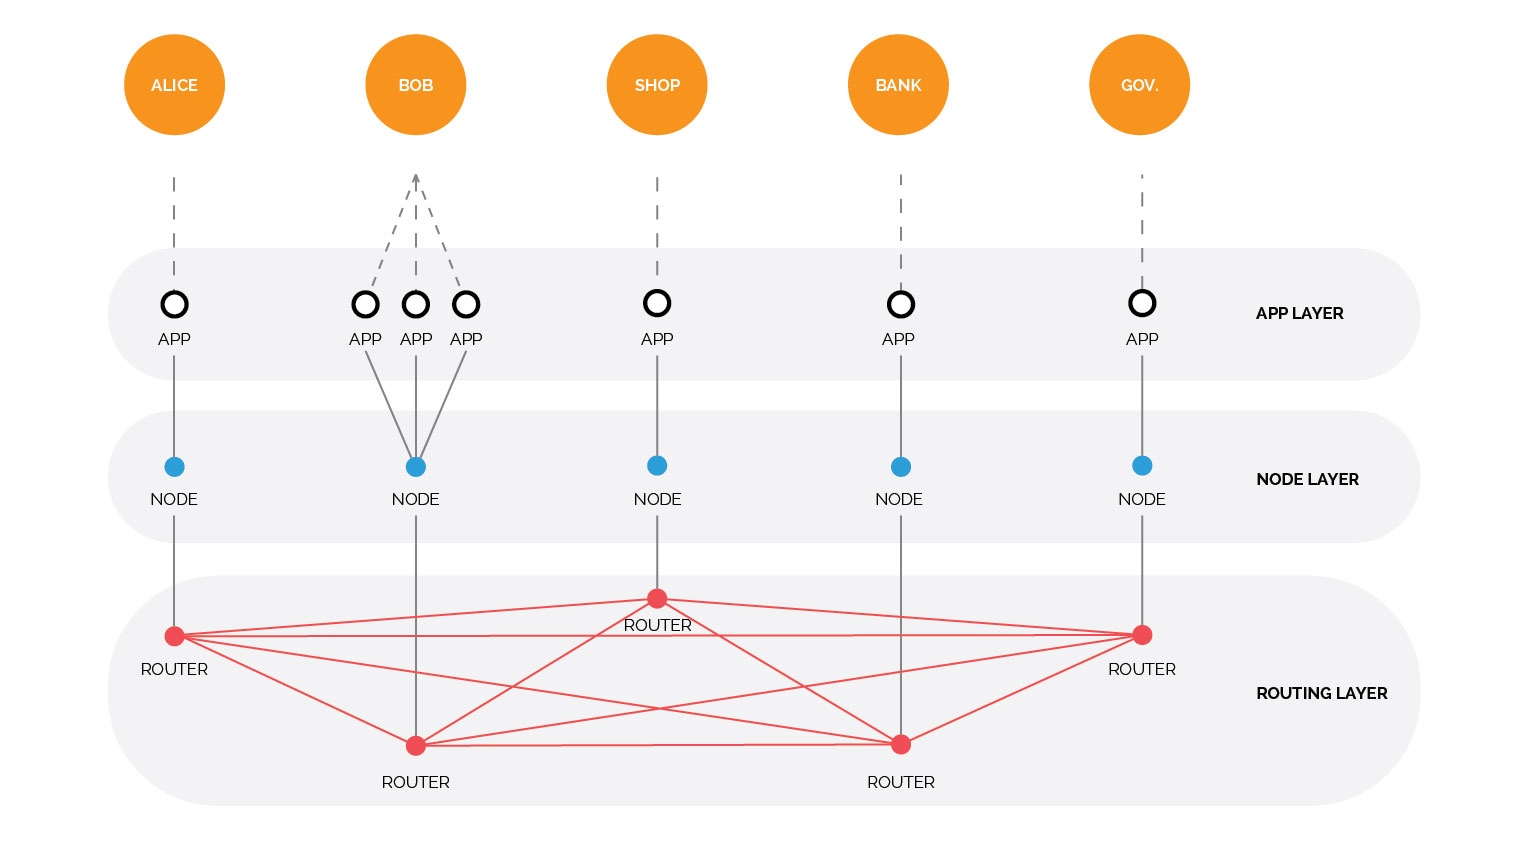 ALICE
BOB
SHOP
BANK
GOV.
APP
APP
APP
APP
APP
APP
APP
APP LAYER
NODE
NODE
NODE
NODE
NODE
NODE LAYER
ROUTER
ROUTER
ROUTER
ROUTING LAYER
ROUTER
ROUTER